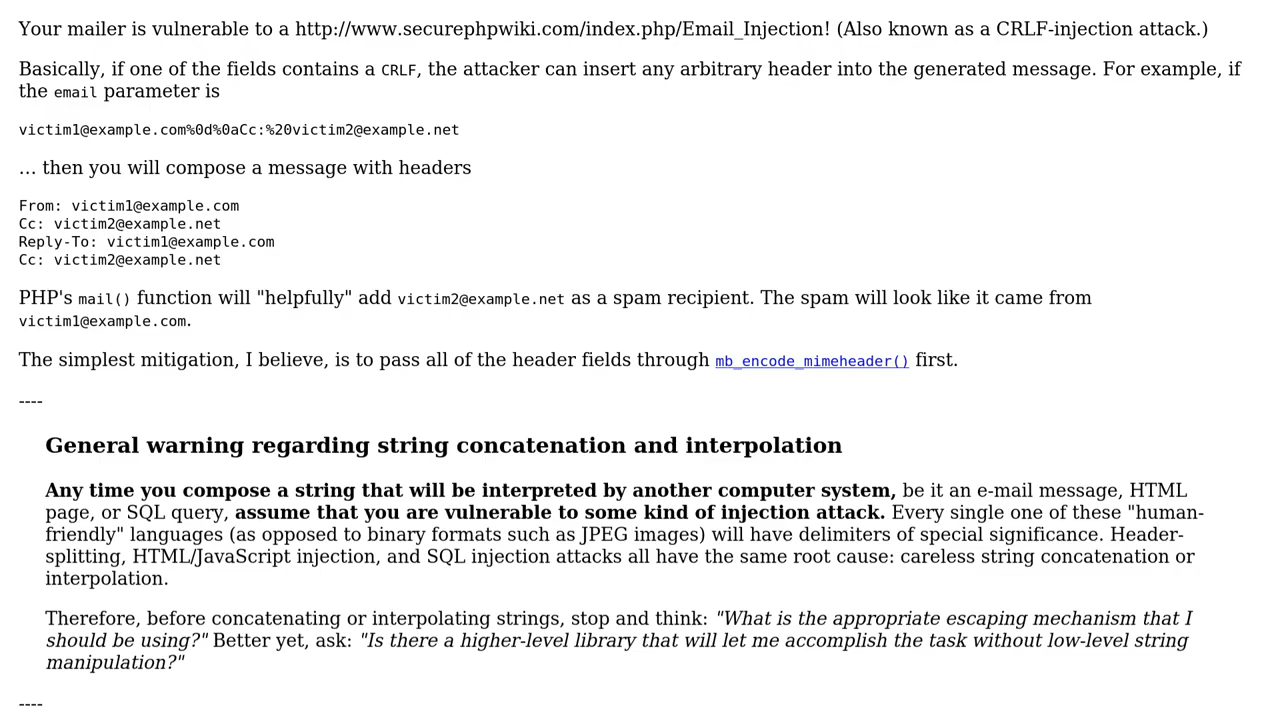 Your mailer is vulnerable to a http://www.securephpwiki.com/index.php/Email_Injection! (Also known as a CRLF-injection attack.)
Basically, if one of the fields contains a CRLF, the attacker can insert any arbitrary header into the generated message. For example, if
the email parameter is
victim1@example.com%0d%0aCc:%20victim2@example.net
… then you will compose a message with headers
From: victim1@example.com
Cc: victim2@example.net
Reply-To: victim1@example.com
Cc: victim2@example.net
PHP's mail() function will "helpfully" add victim2@example.net as a spam recipient. The spam will look like it came from
victim1@example.com.
The simplest mitigation, I believe, is to pass all of the header fields through mb_encode_mimeheader() first.
----
General warning regarding string concatenation and interpolation
Any time you compose a string that will be interpreted by another computer system, be it an e-mail message, HTML
page, or SQL query, assume that you are vulnerable to some kind of injection attack. Every single one of these "human-
friendly" languages (as opposed to binary formats such as JPEG images) will have delimiters of special significance. Header-
splitting, HTML/JavaScript injection, and SQL injection attacks all have the same root cause: careless string concatenation or
interpolation.
Therefore, before concatenating or interpolating strings, stop and think: "What is the appropriate escaping mechanism that I
should be using?" Better yet, ask: "Is there a higher-level library that will let me accomplish the task without low-level string
manipulation?"
----